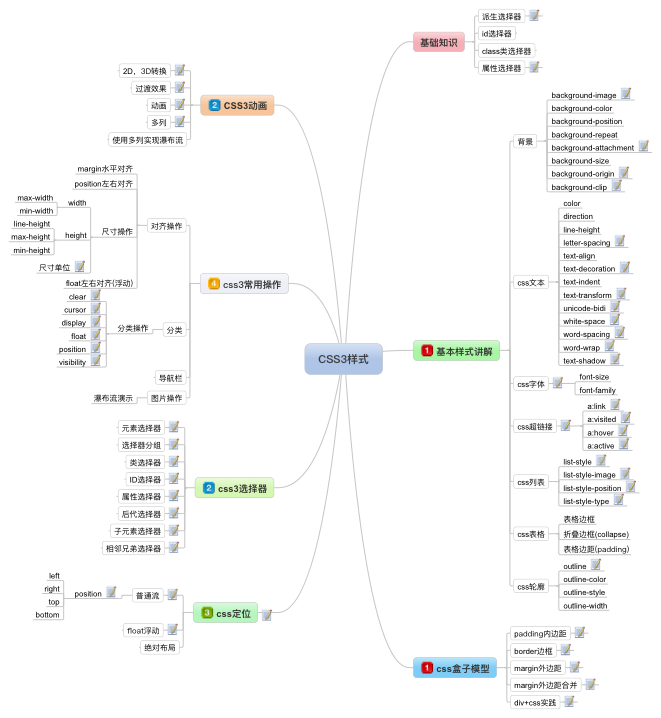 CSS3样式
基础知识
派生选择器
id选择器
class类选择器
属性选择器
1 基本样式讲解
背景
background-image
background-color
background-position
background-repeat
background-attachment
background-size
background-origin
background-clip
css文本
color
direction
line-height
letter-spacing
text-align
text-decoration
text-indent
text-transform
unicode-bidi
white-space
word-spacing
word-wrap
text-shadow
css字体
font-size
font-family
css超链接
a:link
a:visited
a:hover
a:active
css列表
list-style
list-style-image
list-style-position
list-style-type
css表格
表格边框
折叠边框(collapse)
表格边距(padding)
css轮廓
outline
outline-color
outline-style
outline-width
1 css盒子模型
padding内边距
border边框
margin外边距
margin外边距合并
div+css实践
2 CSS3动画
2D，3D转换
过渡效果
动画
多列
使用多列实现瀑布流
4 css3常用操作
对齐操作
margin水平对齐
position左右对齐
尺寸操作
width
max-width
min-width
height
line-height
max-height
min-height
尺寸单位
float左右对齐(浮动)
分类
分类操作
clear
cursor
display
float
position
visibility
导航栏
图片操作
瀑布流演示
2 css3选择器
元素选择器
选择器分组
类选择器
ID选择器
属性选择器
后代选择器
子元素选择器
相邻兄弟选择器
3 css定位
普通流
position
left
right
top
bottom
float浮动
绝对布局